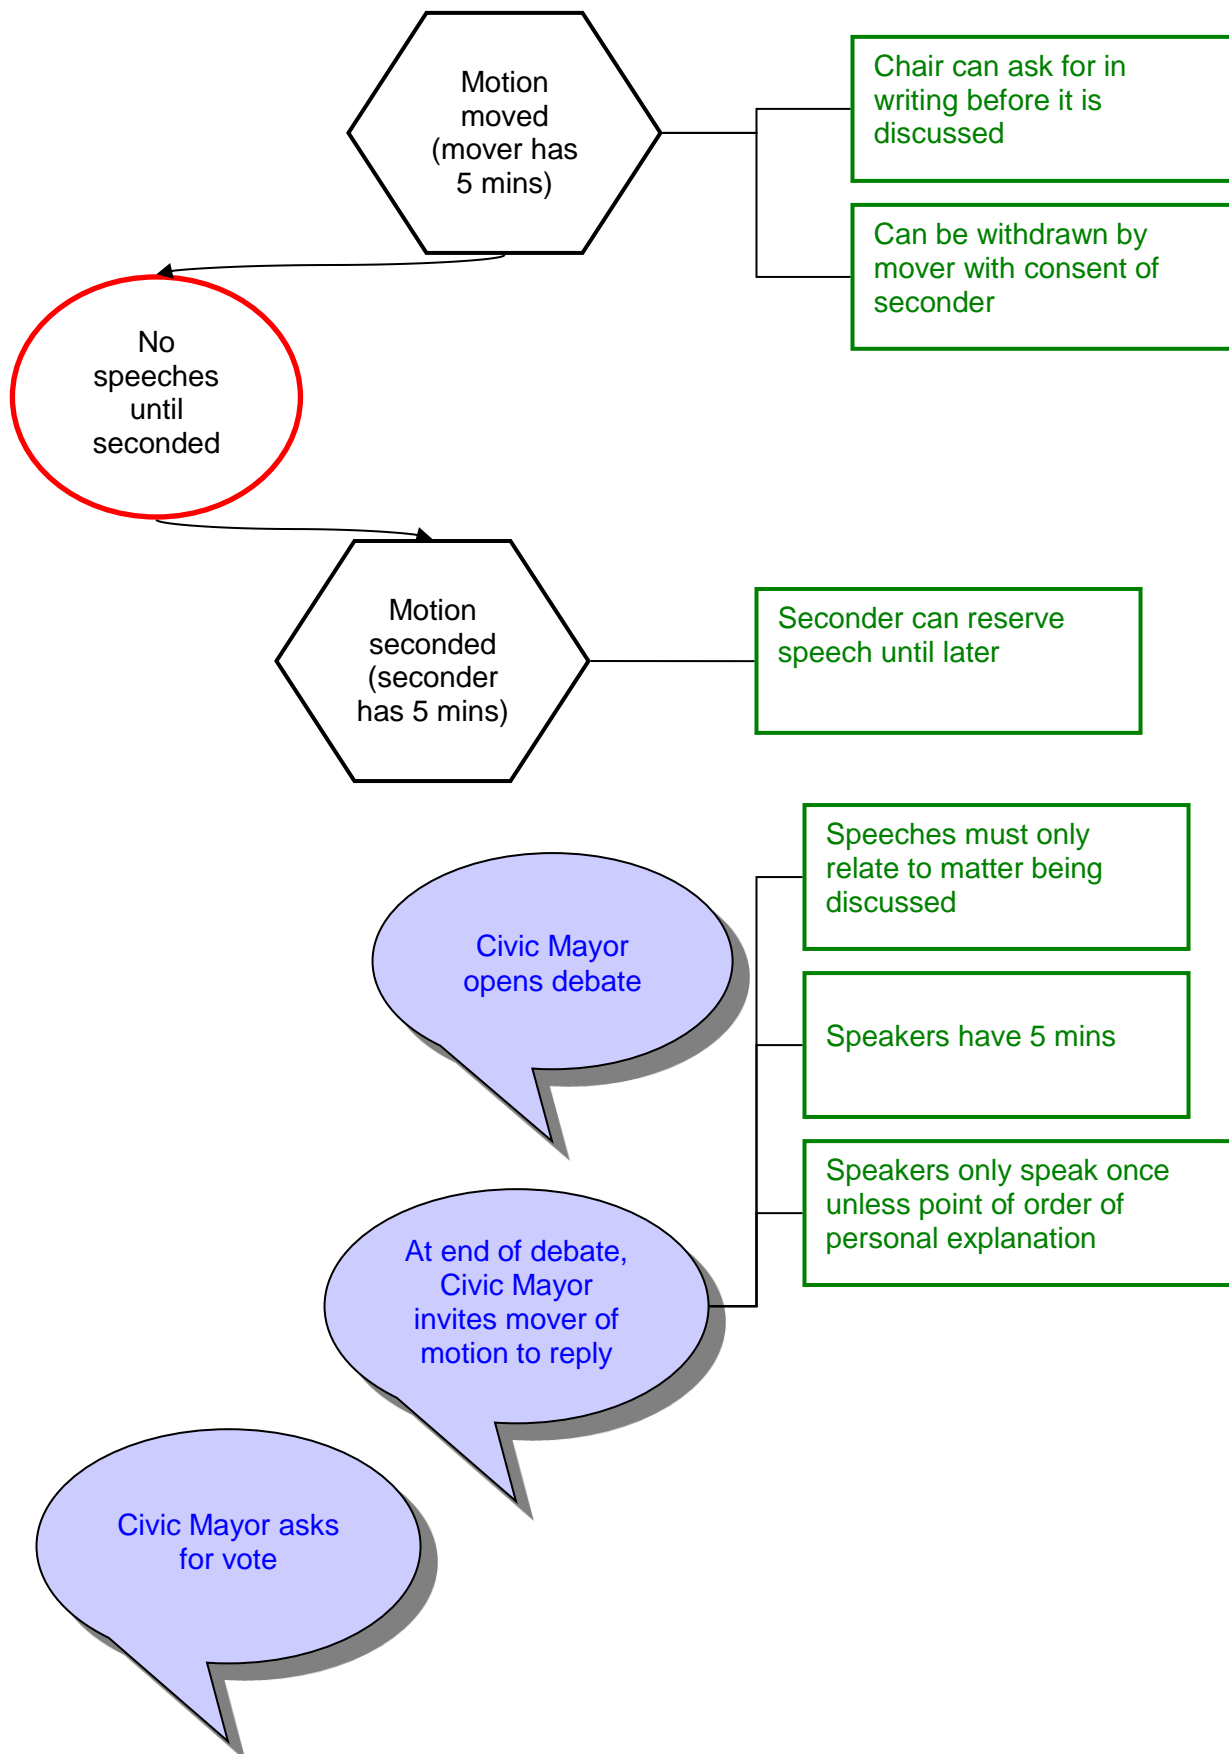 Motion
moved
(mover has
5 mins)
Chair can ask for in
writing before it is
discussed
Can be withdrawn by
mover with consent of
seconder
No
speeches
until
seconded
Motion
seconded
(seconder
has 5 mins)
Seconder can reserve
speech until later
Civic Mayor
opens debate
Speeches must only
relate to matter being
discussed
Speakers have 5 mins
Speakers only speak once
unless point of order of
personal explanation
At end of debate,
Civic Mayor
invites mover of
motion to reply
Civic Mayor asks
for vote